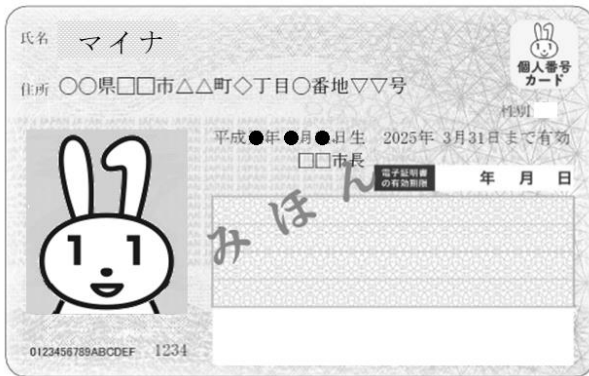 氏名 マイナ
個人番号
カード
住所 〇〇県□□市△△町◇丁目〇番地▽▽号
性別
平成●年●月●日生 2025年 3月31日まで有効
□□市長
電子証明書
の有効期限
年 月 日
みほん
1 1
0123456789ABCDEF 1234